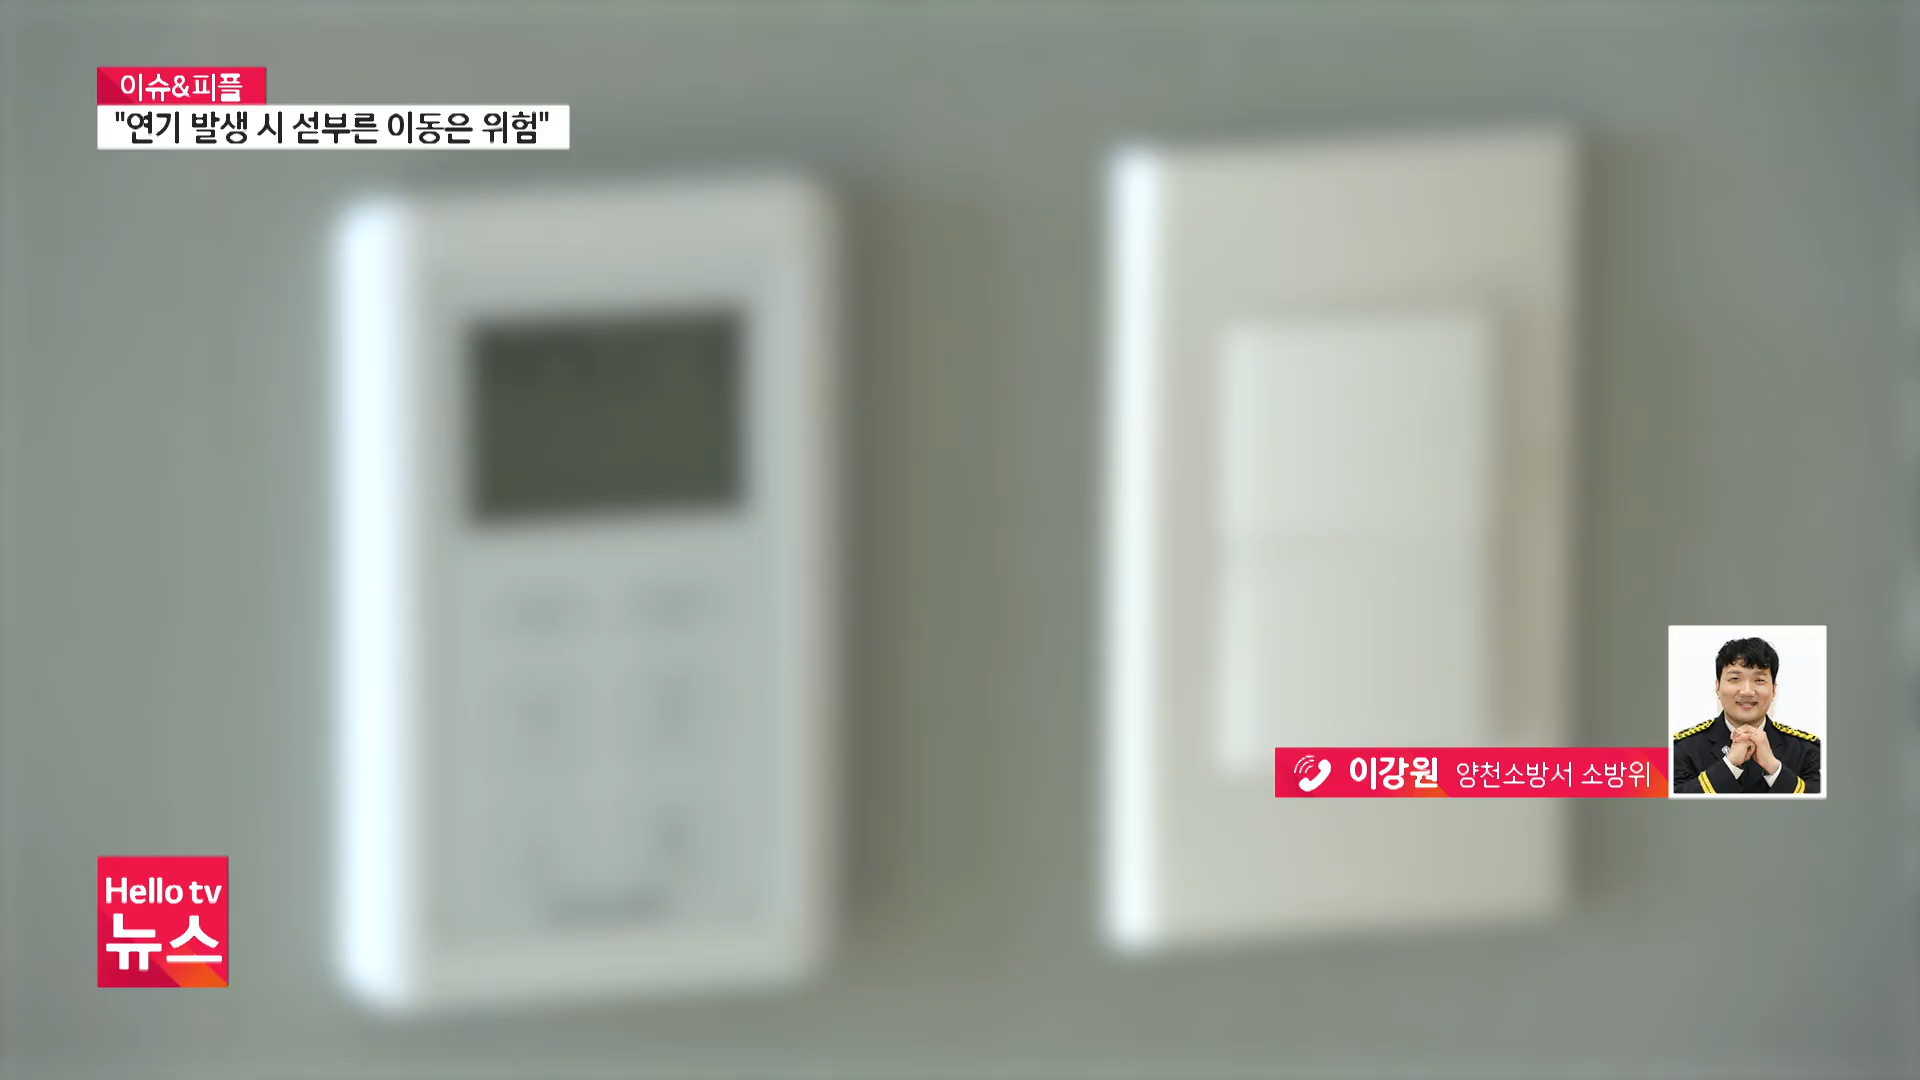 이슈&피플
"연기 발생 시 섣부른 이동은 위험"
이강원 양천소방서 소방위
Hello tv
뉴스